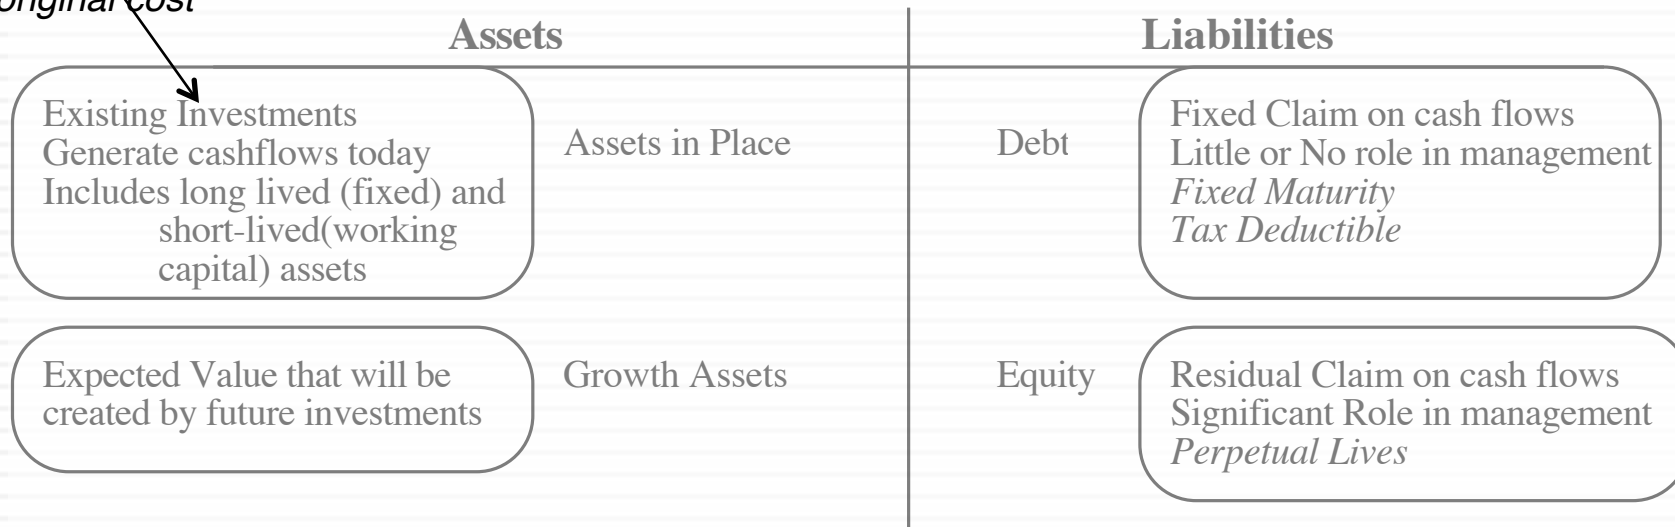 original cost
Assets
Liabilities
Existing Investments
Generate cashflows today
Includes long lived (fixed) and
short-lived(working
capital) assets
Assets in Place
Debt
Fixed Claim on cash flows
Little or No role in management
Fixed Maturity
Tax Deductible
Expected Value that will be
created by future investments
Growth Assets
Equity
Residual Claim on cash flows
Significant Role in management
Perpetual Lives